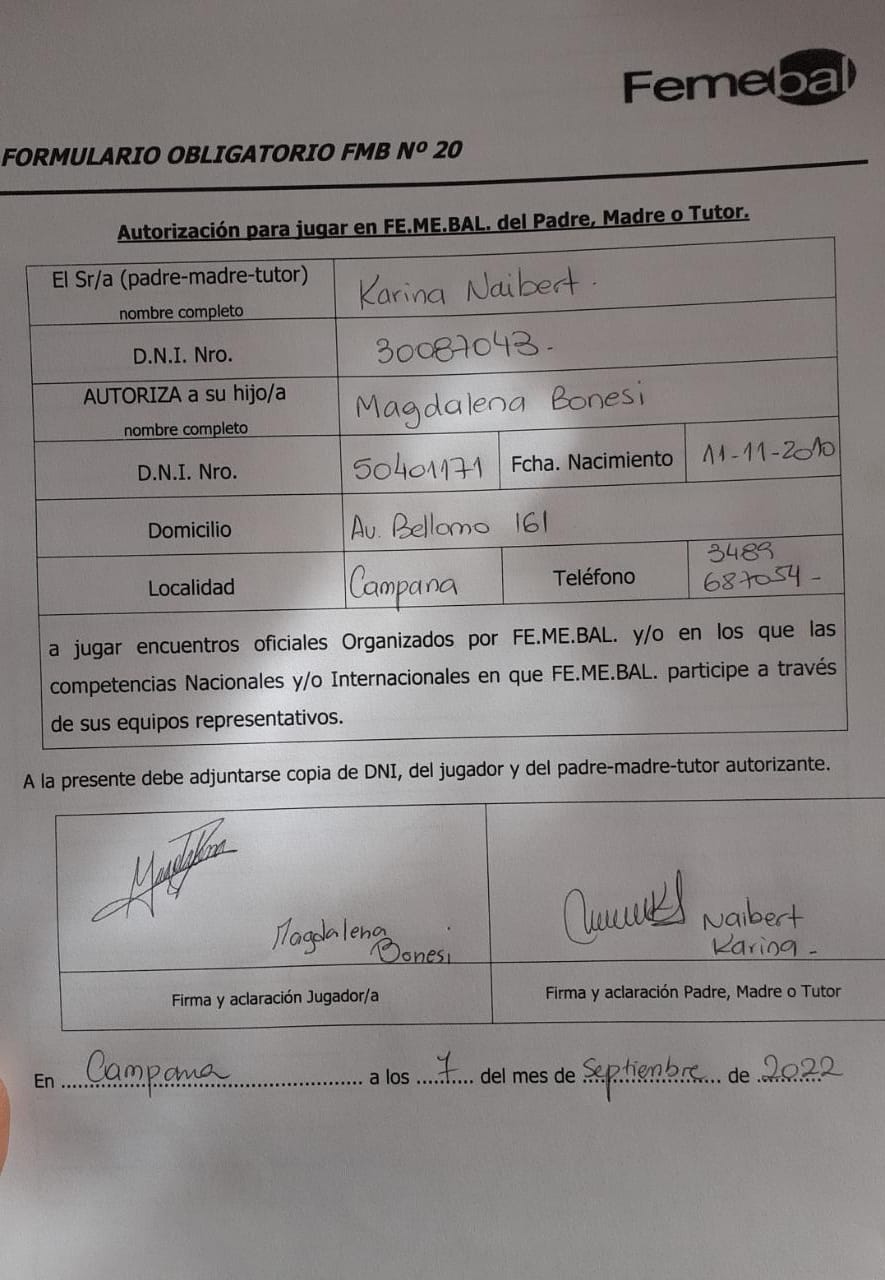 Femebal
FORMULARIO OBLIGATORIO FMB Nº 20
Autorización para jugar en FE.ME.BAL. del Padre, Madre o Tutor.
El Sr/a (padre-madre-tutor)
nombre completo
Karina Naibert.
D.N.I. Nro.
30087043.-
AUTORIZA a su hijo/a
nombre completo
Magdalena Bonesi
D.N.I. Nro.
50401171
Fcha. Nacimiento
11-11-2010
Domicilio
Av. Bellomo 161
Localidad
Campana
Teléfono
3489
687054-
a jugar encuentros oficiales Organizados por FE.ME.BAL. y/o en los que las
competencias Nacionales y/o Internacionales en que FE.ME.BAL. participe a través
de sus equipos representativos.
A la presente debe adjuntarse copia de DNI, del jugador y del padre-madre-tutor autorizante.
Magdalena
Magdalena
Bonesi
Naibert
Karina-
Firma y aclaración Jugador/a
Firma y aclaración Padre, Madre o Tutor
En Campana a los 7 del mes de Septiembre de 2022